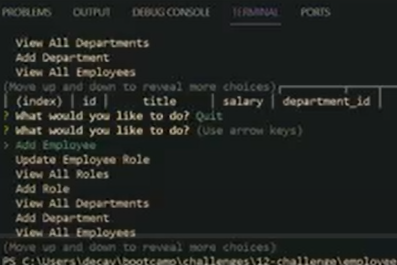 PROBLEMS OUTPUT DEBUG CONSOLE TERMINAL PORTS
View All Departments
Add Department
View All Employees
(Move up and down to reveal more choices)
| (index) | id | title | salary | department_id |
? What would you like to do? Quit
? What would you like to do? (Use arrow keys)
> Add Employee
Update Employee Role
View All Roles
Add Role
View All Departments
Add Department
View All Employees
(Move up and down to reveal more choices)
PS C:\Users\decay\bootcamp\challenges\12-challenge\employee